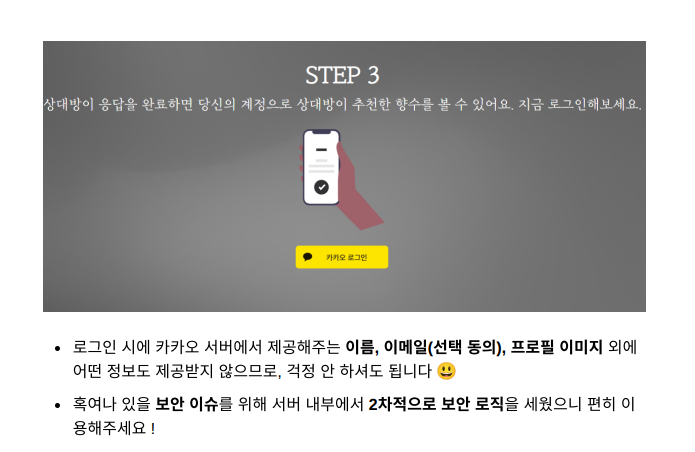 STEP 3
상대방이 응답을 완료하면 당신의 계정으로 상대방이 추천한 향수를 볼 수 있어요. 지금 로그인해보세요.
카카오 로그인
• 로그인 시에 카카오 서버에서 제공해주는 이름, 이메일(선택 동의), 프로필 이미지 외에
어떤 정보도 제공받지 않으므로, 걱정 안 하셔도 됩니다 😃
• 혹여나 있을 보안 이슈를 위해 서버 내부에서 2차적으로 보안 로직을 세웠으니 편히 이
용해주세요 !